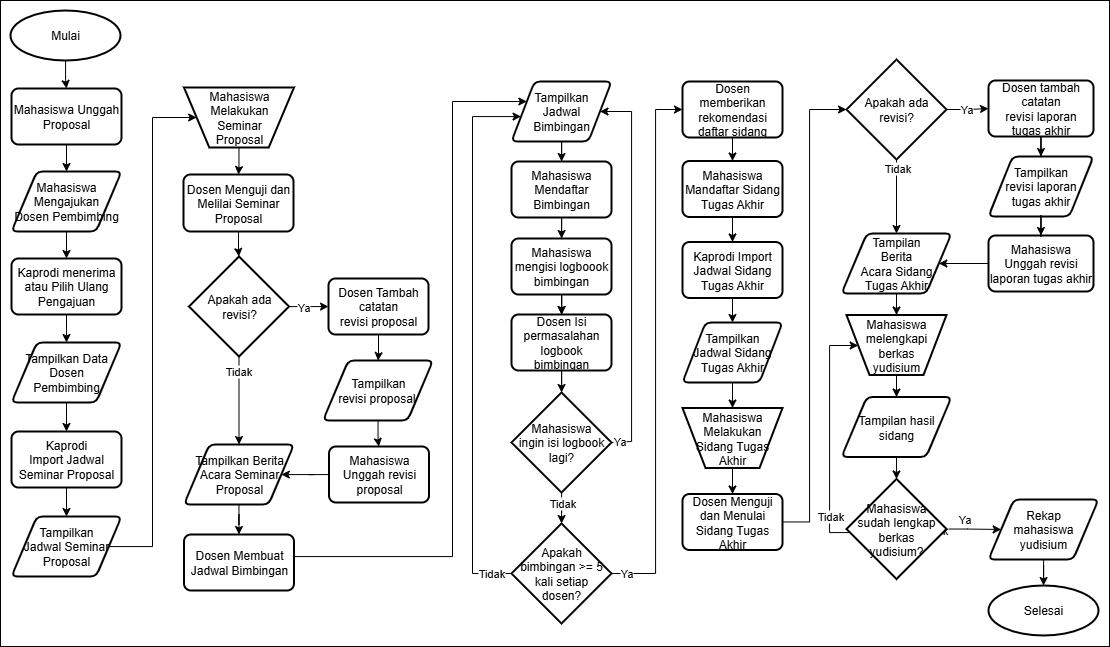 Mulai
Mahasiswa Unggah
Proposal
Mahasiswa
Mengajukan
Dosen Pembimbing
Kaprodi menerima
atau Pilih Ulang
Pengajuan
Tampilkan Data
Dosen
Pembimbing
Kaprodi
Import Jadwal
Seminar Proposal
Tampilkan
Jadwal Seminar
Proposal
Mahasiswa
Melakukan
Seminar
Proposal
Dosen Menguji dan
Melilai Seminar
Proposal
Apakah ada
revisi?
Ya
Dosen Tambah
catatan
revisi proposal
Tampilkan
revisi proposal
Mahasiswa
Unggah revisi
proposal
Tidak
Tampilkan Berita
Acara Seminar
Proposal
Dosen Membuat
Jadwal Bimbingan
Tampilkan
Jadwal
Bimbingan
Mahasiswa
Mendaftar
Bimbingan
Mahasiswa
mengisi logboook
bimbingan
Dosen Isi
permasalahan
logbook
bimbingan
Mahasiswa
ingin isi logbook
lagi?
Ya
Tidak
Apakah
bimbingan >= 5
kali setiap
dosen?
Tidak
Ya
Dosen
memberikan
rekomendasi
daftar sidang
Mahasiswa
Mandaftar Sidang
Tugas Akhir
Kaprodi Import
Jadwal Sidang
Tugas Akhir
Tampilkan
Jadwal Sidang
Tugas Akhir
Mahasiswa
Melakukan
Sidang Tugas
Akhir
Dosen Menguji
dan Menulai
Sidang Tugas
Akhir
Apakah ada
revisi?
Ya
Dosen tambah
catatan
revisi laporan
tugas akhir
Tampilkan
revisi laporan
tugas akhir
Mahasiswa
Unggah revisi
laporan tugas akhir
Tidak
Tampilan
Berita
Acara Sidang
Tugas Akhir
Mahasiswa
melengkapi
berkas
yudisium
Tampilan hasil
sidang
Mahasiswa
sudah lengkap
berkas
yudisium?
Tidak
Ya
Rekap
mahasiswa
yudisium
Selesai